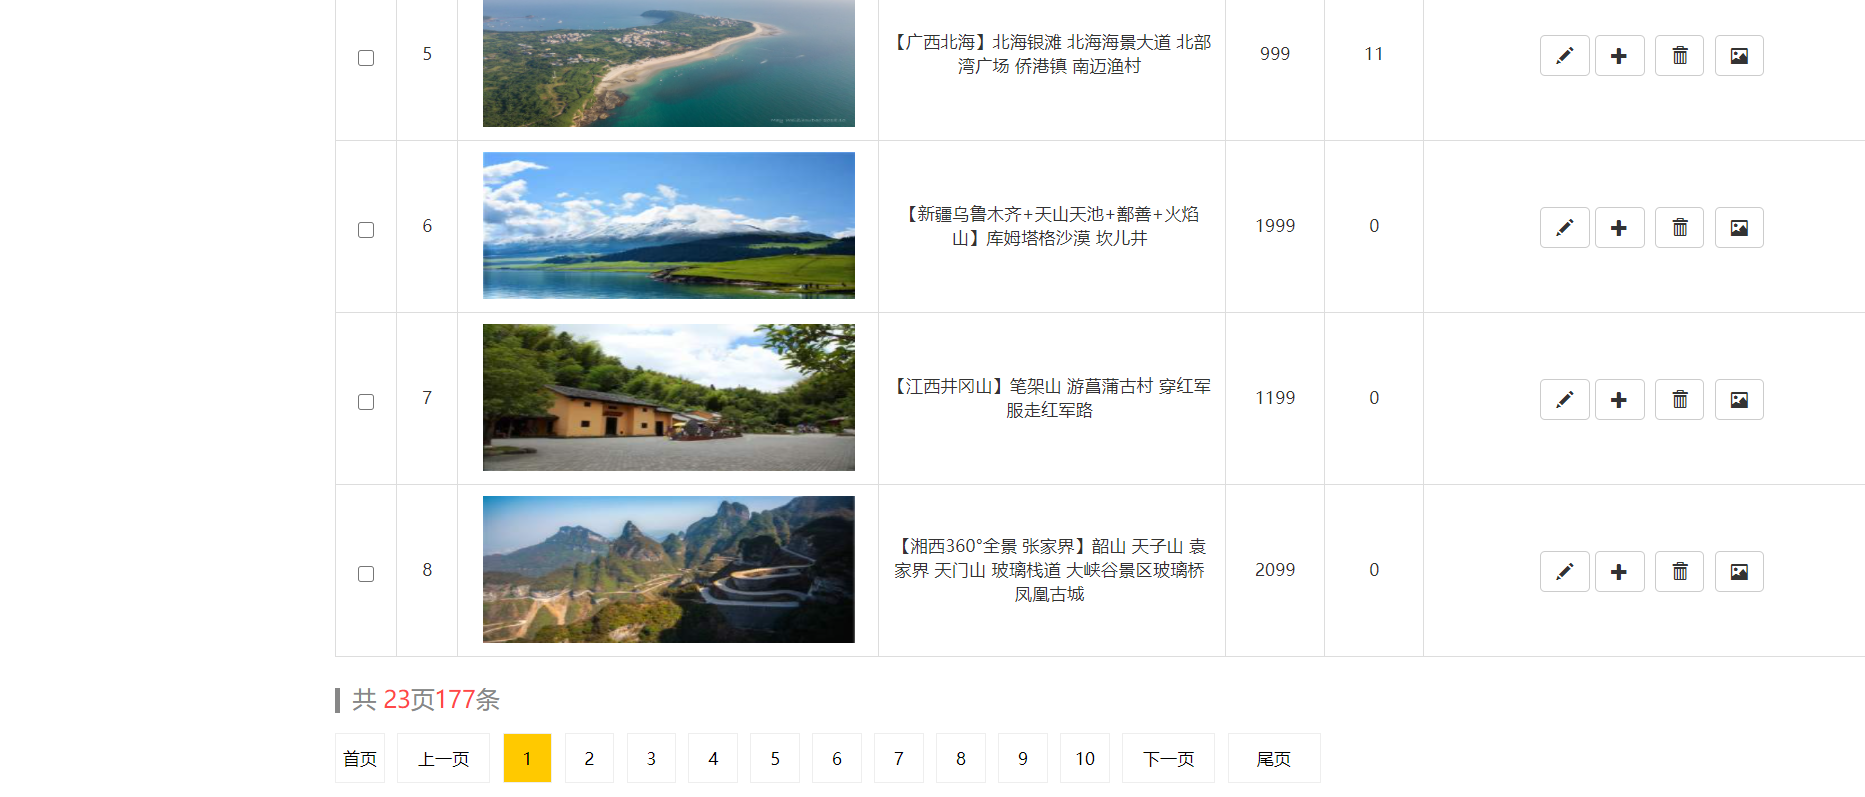 5
【广西北海】北海银滩 北海海景大道 北部
湾广场 侨港镇 南迈渔村
999
11
6
【新疆乌鲁木齐+天山天池+鄯善+火焰
山】库姆塔格沙漠 坎儿井
1999
0
7
【江西井冈山】笔架山 游菖蒲古村 穿红军
服走红军路
1199
0
8
【湘西360°全景 张家界】韶山 天子山 袁
家界 天门山 玻璃栈道 大峡谷景区玻璃桥
凤凰古城
2099
0
共 23页177条
首页 上一页 1 2 3 4 5 6 7 8 9 10 下一页 尾页